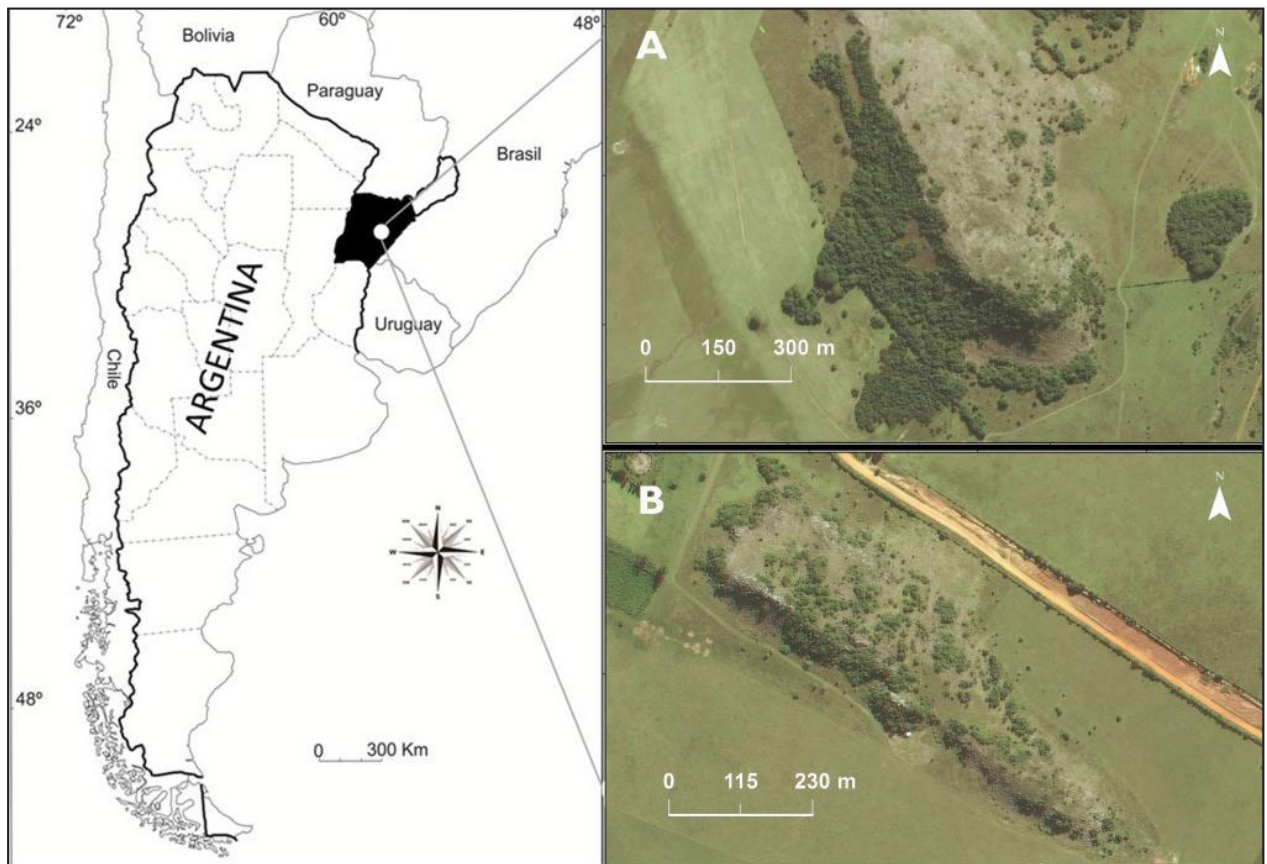 72º
60º
48º
Bolivia
Paraguay
24º
Brasil
ARGENTINA
Uruguay
Chile
36º
N
W
E
S
48º
0 300 Km
A
N
0 150 300 m
B
N
0 115 230 m